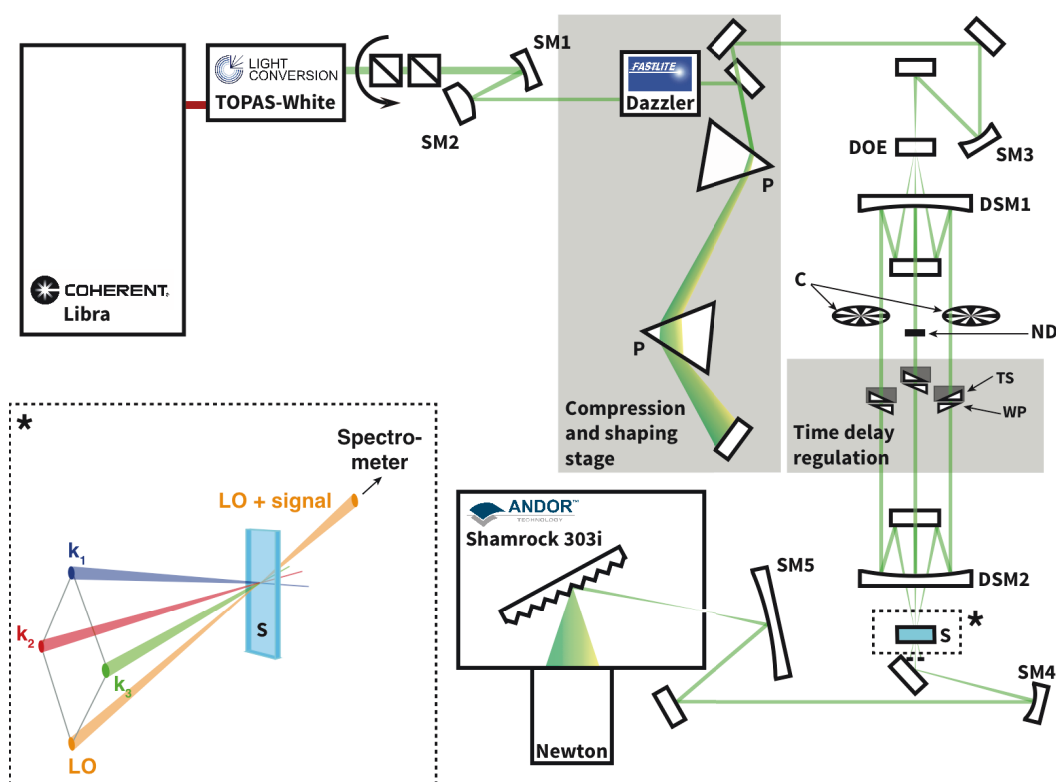 LIGHT
CONVERSION
TOPAS-White
SM1
SM2
FASTLITE
Dazzler
P
P
Compression
and shaping
stage
COHERENT®
Libra
DOE
SM3
DSM1
C
ND
TS
WP
Time delay
regulation
*
Spectro-
meter
LO + signal
k1
k2
k3
LO
S
ANDOR™
TECHNOLOGY
Shamrock 303i
Newton
SM5
DSM2
*
S
SM4